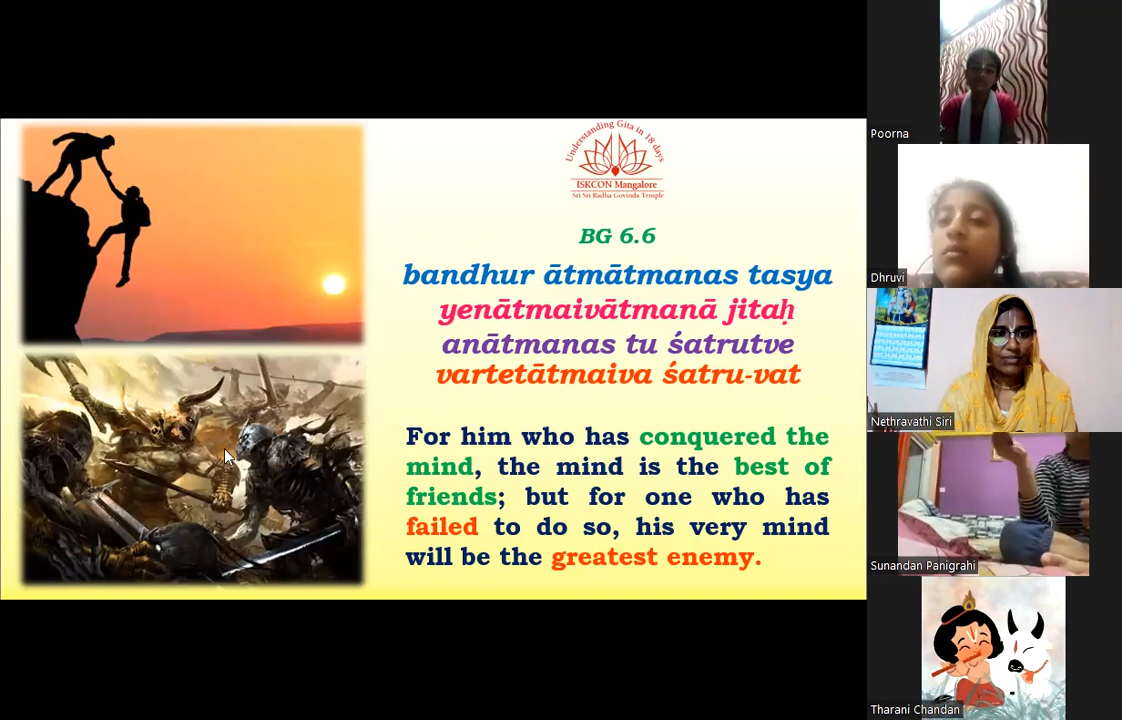 Understanding Gita in 18 days
ISKCON Mangalore
Sri Sri Radha Govinda Temple
BG 6.6
bandhur ātmātmanas tasya
yenātmaivātmanā jitaḥ
anātmanas tu śatrutve
vartetātmaiva śatru-vat
For him who has conquered the
mind, the mind is the best of
friends; but for one who has
failed to do so, his very mind
will be the greatest enemy.
Poorna
Dhruvi
Nethravathi Siri
Sunandan Panigrahi
Tharani Chandan